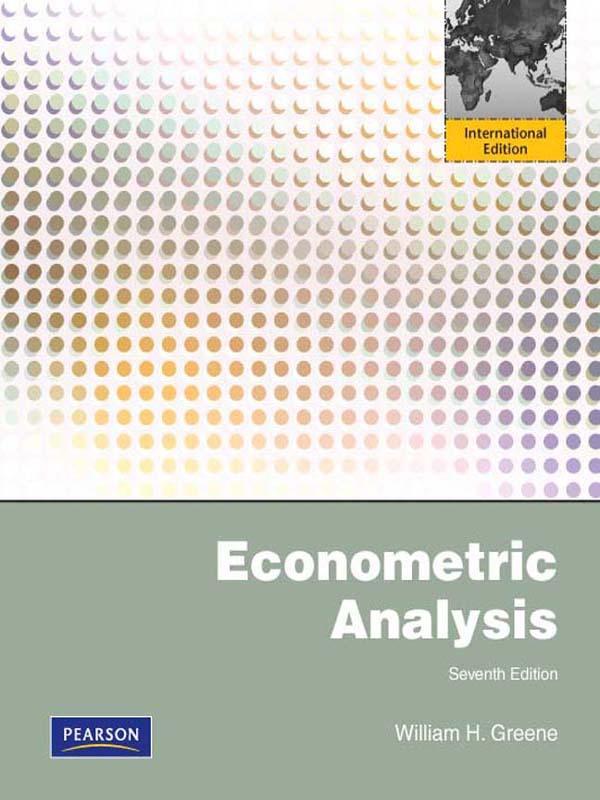 International
Edition
Econometric
Analysis
Seventh Edition
PEARSON
William H. Greene